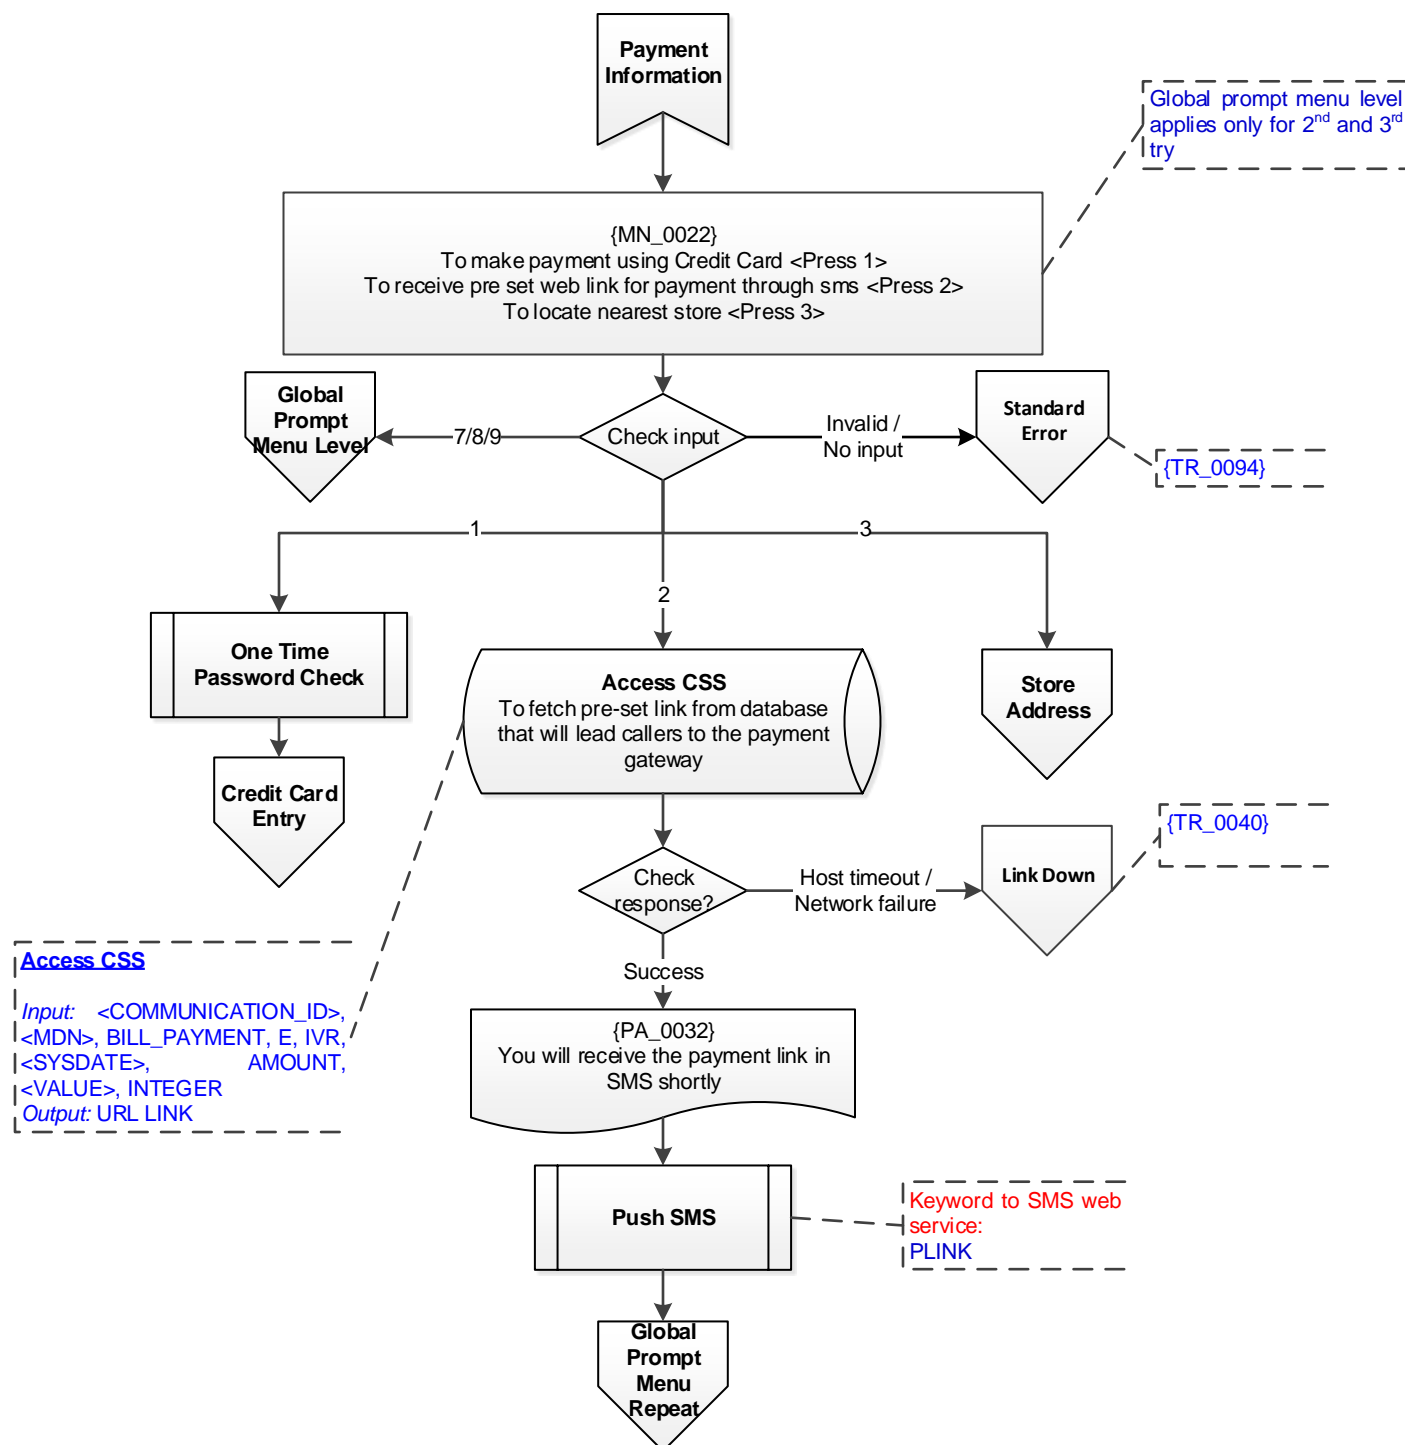 Payment
Information
Global prompt menu level
applies only for 2nd and 3rd
try
{MN_0022}
To make payment using Credit Card <Press 1>
To receive pre set web link for payment through sms <Press 2>
To locate nearest store <Press 3>
Global
Prompt
Menu Level
7/8/9
Check input
Invalid /
No input
Standard
Error
{TR_0094}
1
3
2
One Time
Password Check
Access CSS
To fetch pre-set link from database
that will lead callers to the payment
gateway
Store
Address
Credit Card
Entry
{TR_0040}
Check
response?
Host timeout /
Network failure
Link Down
Access CSS
Input: <COMMUNICATION_ID>,
<MDN>, BILL_PAYMENT, E, IVR,
<SYSDATE>, AMOUNT,
<VALUE>, INTEGER
Output: URL LINK
Success
{PA_0032}
You will receive the payment link in
SMS shortly
Push SMS
Keyword to SMS web
service:
PLINK
Global
Prompt
Menu
Repeat